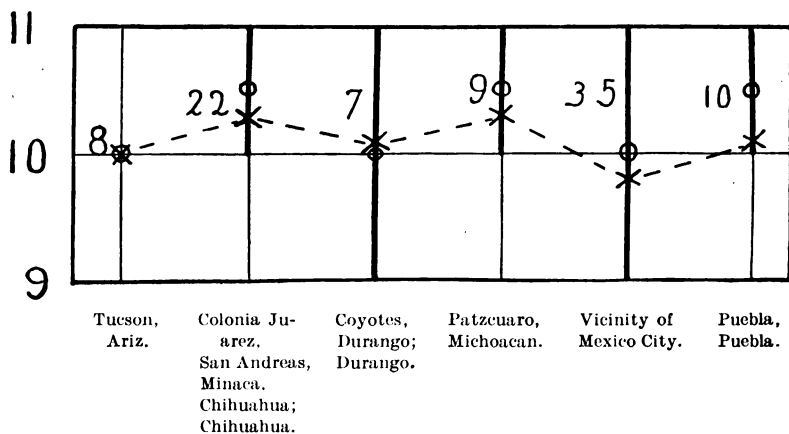 11
8
22
7
9
35
10
10
9
Tucson,
Ariz.
Colonia Ju-
arez,
San Andreas,
Minaca,
Chihuahua;
Chihuahua.
Coyotes,
Durango;
Durango.
Patzcuaro,
Michoacan.
Vicinity of
Mexico City.
Puebla,
Puebla.